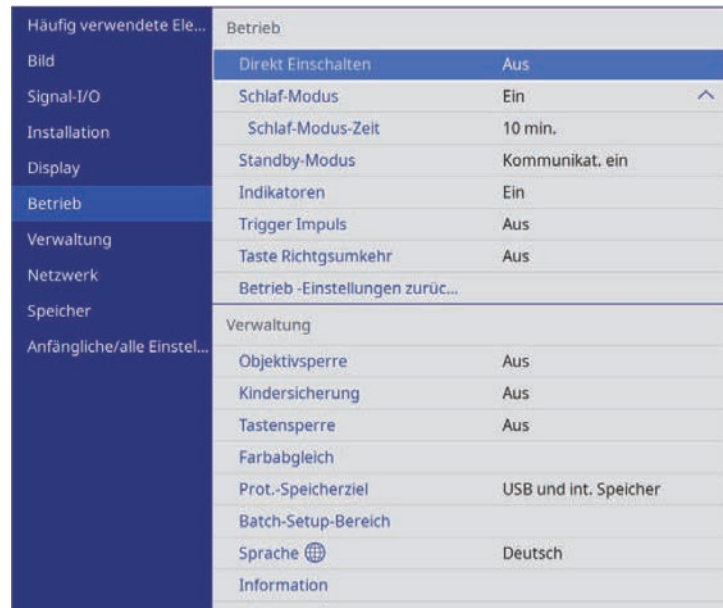 Häufig verwendete Ele...
Bild
Signal-I/O
Installation
Display
Betrieb
Verwaltung
Netzwerk
Speicher
Anfängliche/alle Einstel...
Betrieb
Direkt Einschalten Aus
Schlaf-Modus Ein
Schlaf-Modus-Zeit 10 min.
Standby-Modus Kommunikat. ein
Indikatoren Ein
Trigger Impuls Aus
Taste Richtgsumkehr Aus
Betrieb -Einstellungen zurüc...
Verwaltung
Objektivsperre Aus
Kindersicherung Aus
Tastensperre Aus
Farbabgleich
Prot.-Speicherziel USB und int. Speicher
Batch-Setup-Bereich
Sprache Deutsch
Information